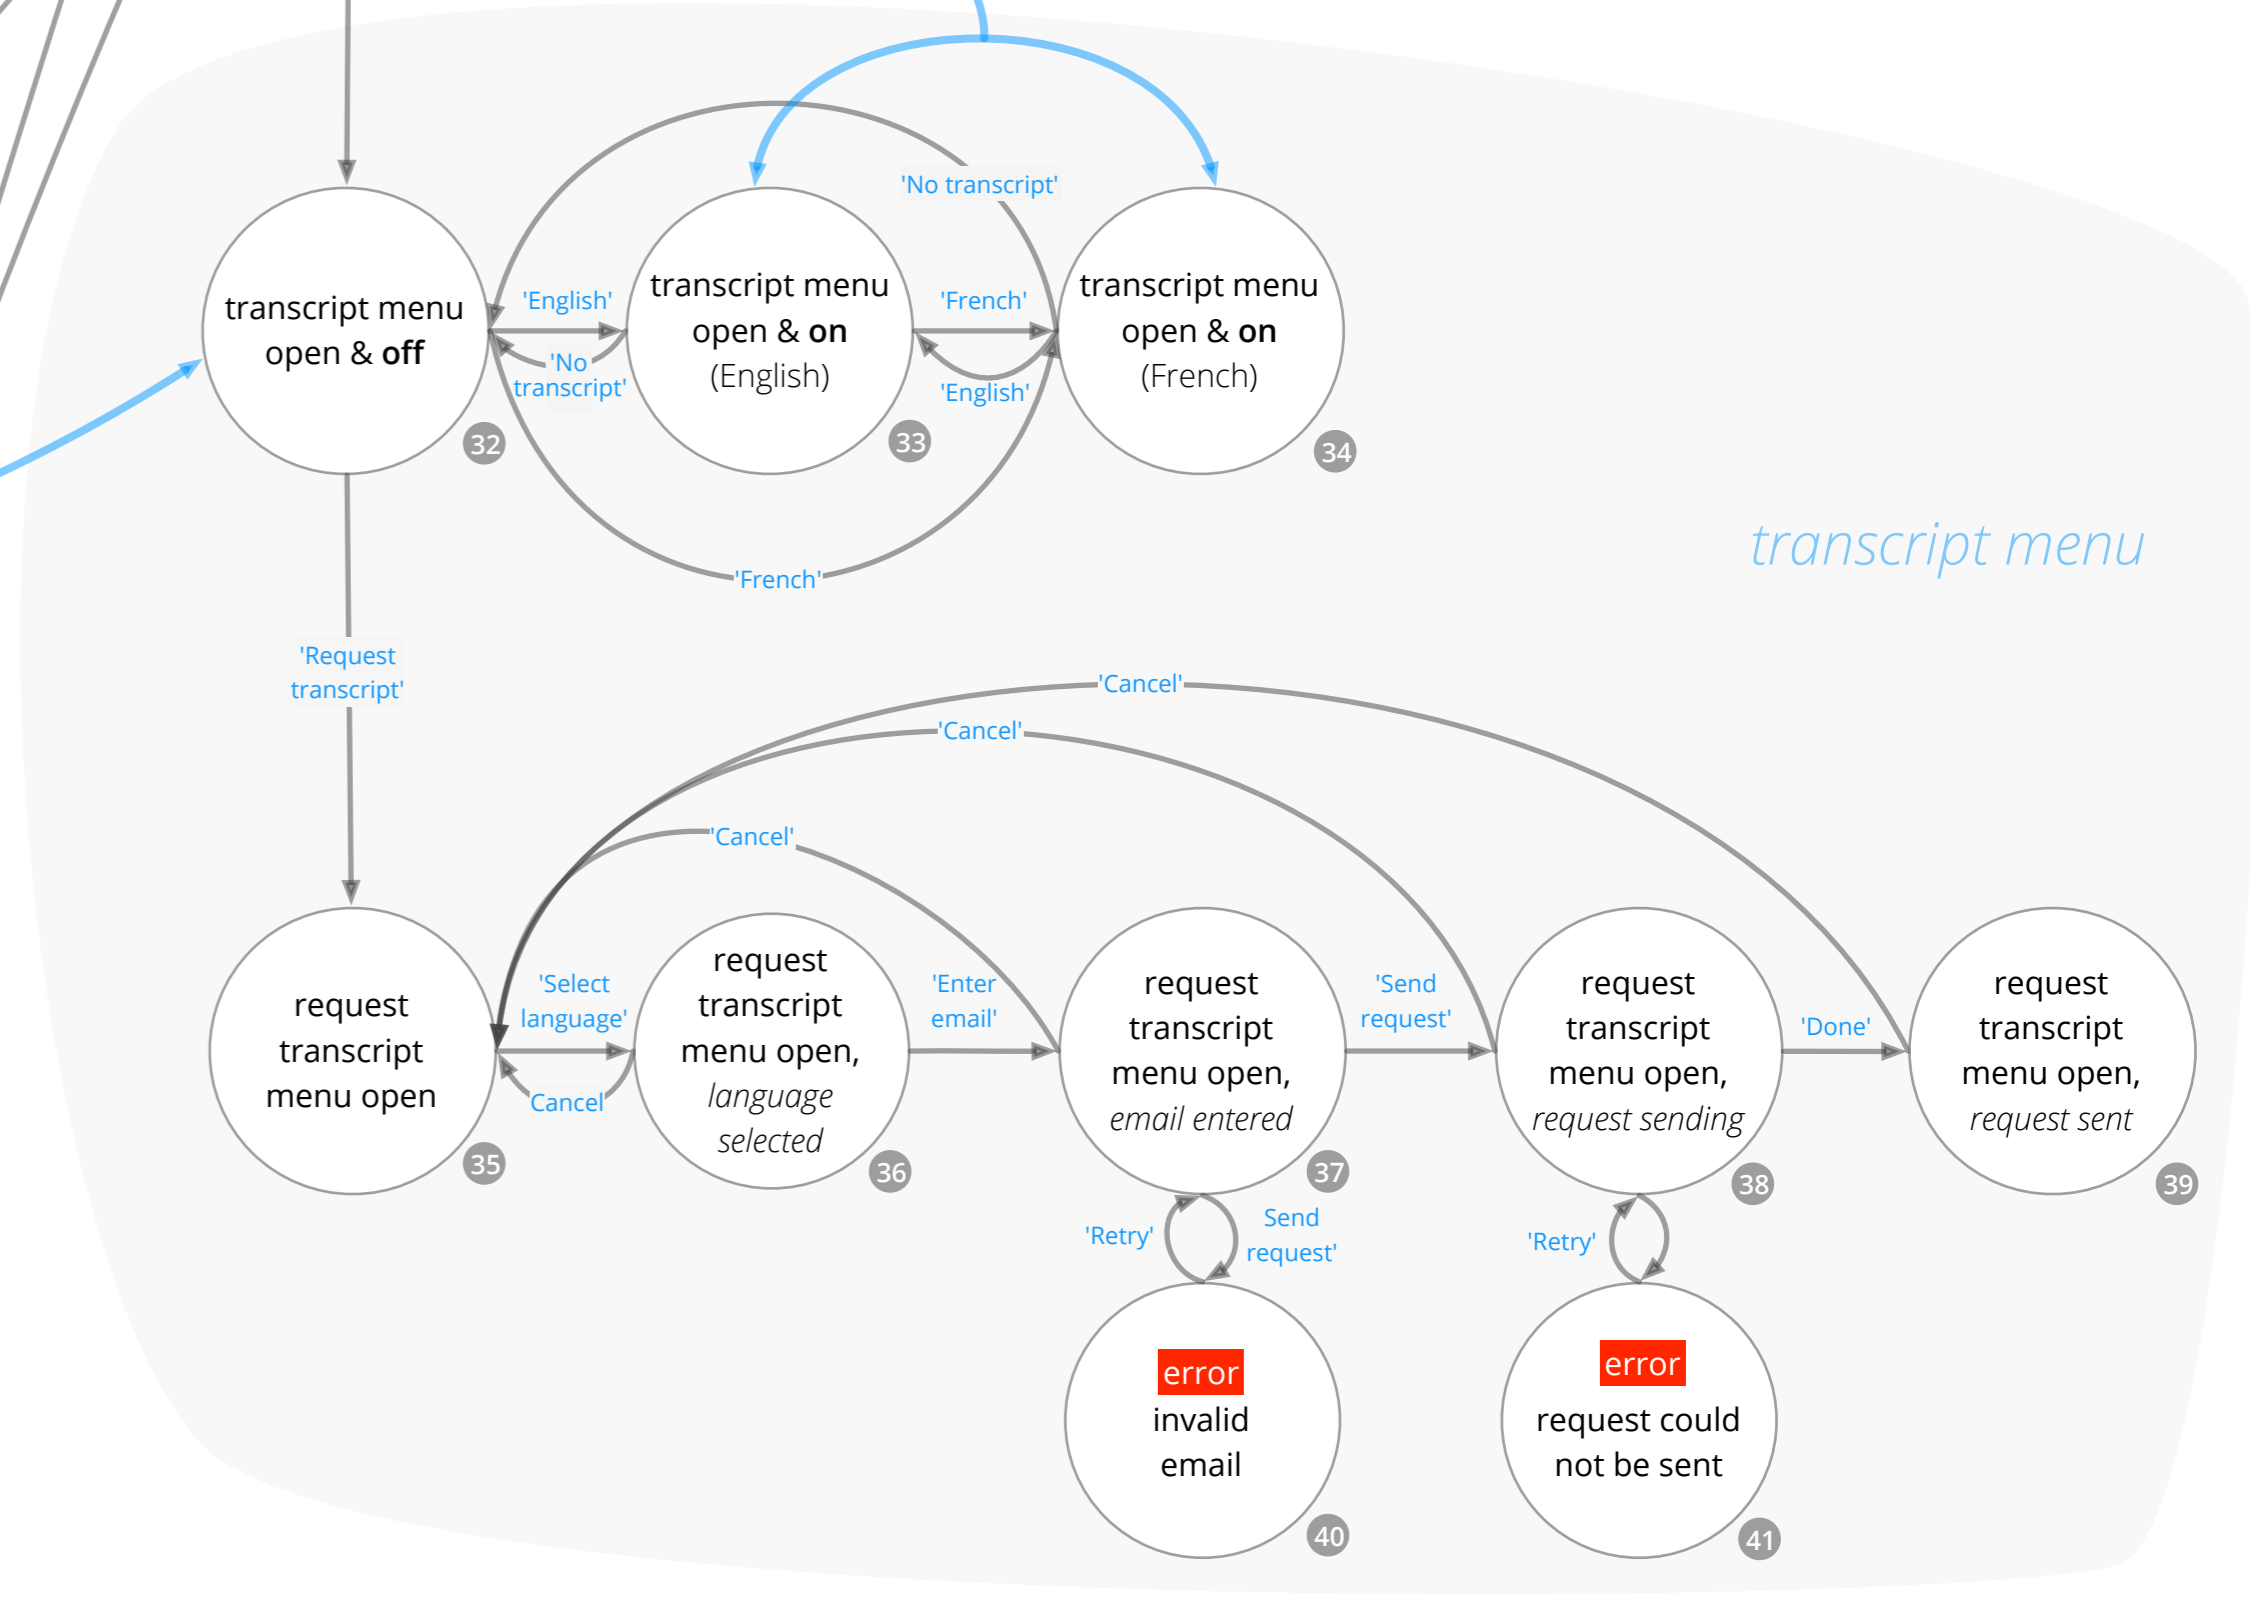 'No transcript'
transcript menu
open & off
32
'English'
'No
transcript'
transcript menu
open & on
(English)
33
'French'
'English'
transcript menu
open & on
(French)
34
'French'
transcript menu
'Request
transcript'
'Cancel'
'Cancel'
'Cancel'
request
transcript
menu open
35
'Select
language'
Cancel
request
transcript
menu open,
language
selected
36
'Enter
email'
request
transcript
menu open,
email entered
37
'Send
request'
request
transcript
menu open,
request sending
38
'Done'
request
transcript
menu open,
request sent
39
'Retry'
Send
request'
'Retry'
error
invalid
email
40
error
request could
not be sent
41